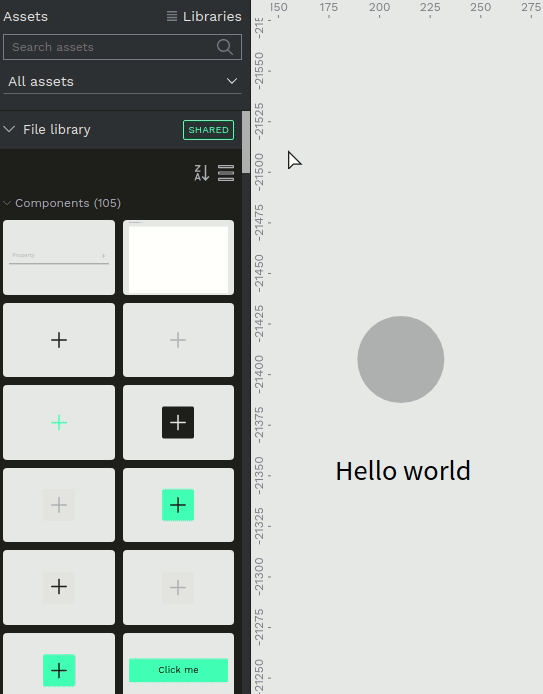 Assets
Libraries
Search assets
All assets
File library
SHARED
Components (105)
Property
Click me
150 175 200 225 250 275
-21550
-21525
-21500
-21475
-21450
-21425
-21400
-21375
-21350
-21325
-21300
-21275
-21250
Hello world